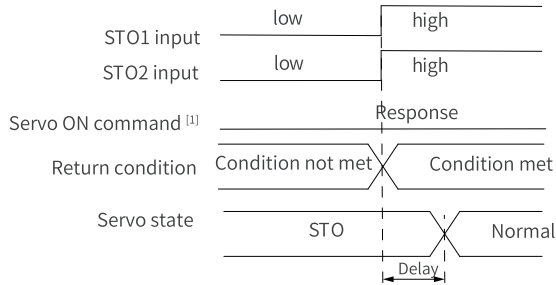 low high
STO1 input
low high
STO2 input
Response
Servo ON command [1]
Return condition Condition not met Condition met
Servo state STO Normal
Delay